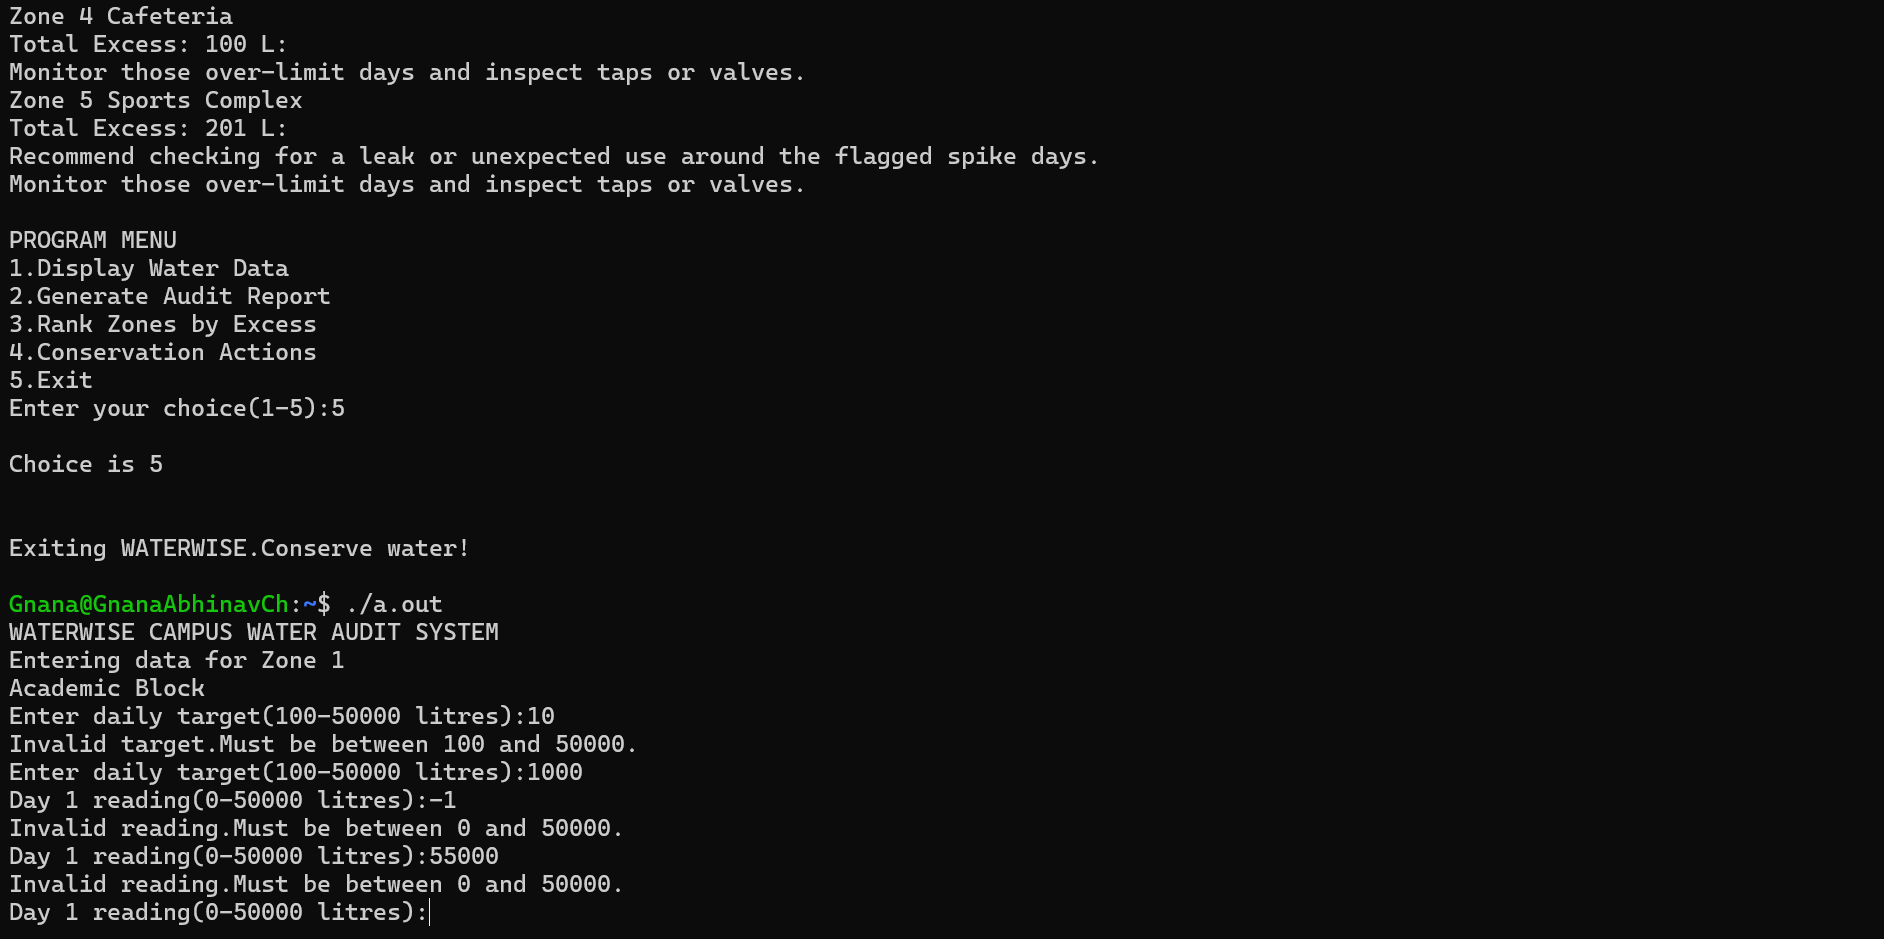 Zone 4 Cafeteria
Total Excess: 100 L:
Monitor those over-limit days and inspect taps or valves.
Zone 5 Sports Complex
Total Excess: 201 L:
Recommend checking for a leak or unexpected use around the flagged spike days.
Monitor those over-limit days and inspect taps or valves.
PROGRAM MENU
1.Display Water Data
2.Generate Audit Report
3.Rank Zones by Excess
4.Conservation Actions
5.Exit
Enter your choice(1-5):5
Choice is 5
Exiting WATERWISE.Conserve water!
Gnana@GnanaAbhinavCh:~$ ./a.out
WATERWISE CAMPUS WATER AUDIT SYSTEM
Entering data for Zone 1
Academic Block
Enter daily target(100-50000 litres):10
Invalid target.Must be between 100 and 50000.
Enter daily target(100-50000 litres):1000
Day 1 reading(0-50000 litres):-1
Invalid reading.Must be between 0 and 50000.
Day 1 reading(0-50000 litres):55000
Invalid reading.Must be between 0 and 50000.
Day 1 reading(0-50000 litres):